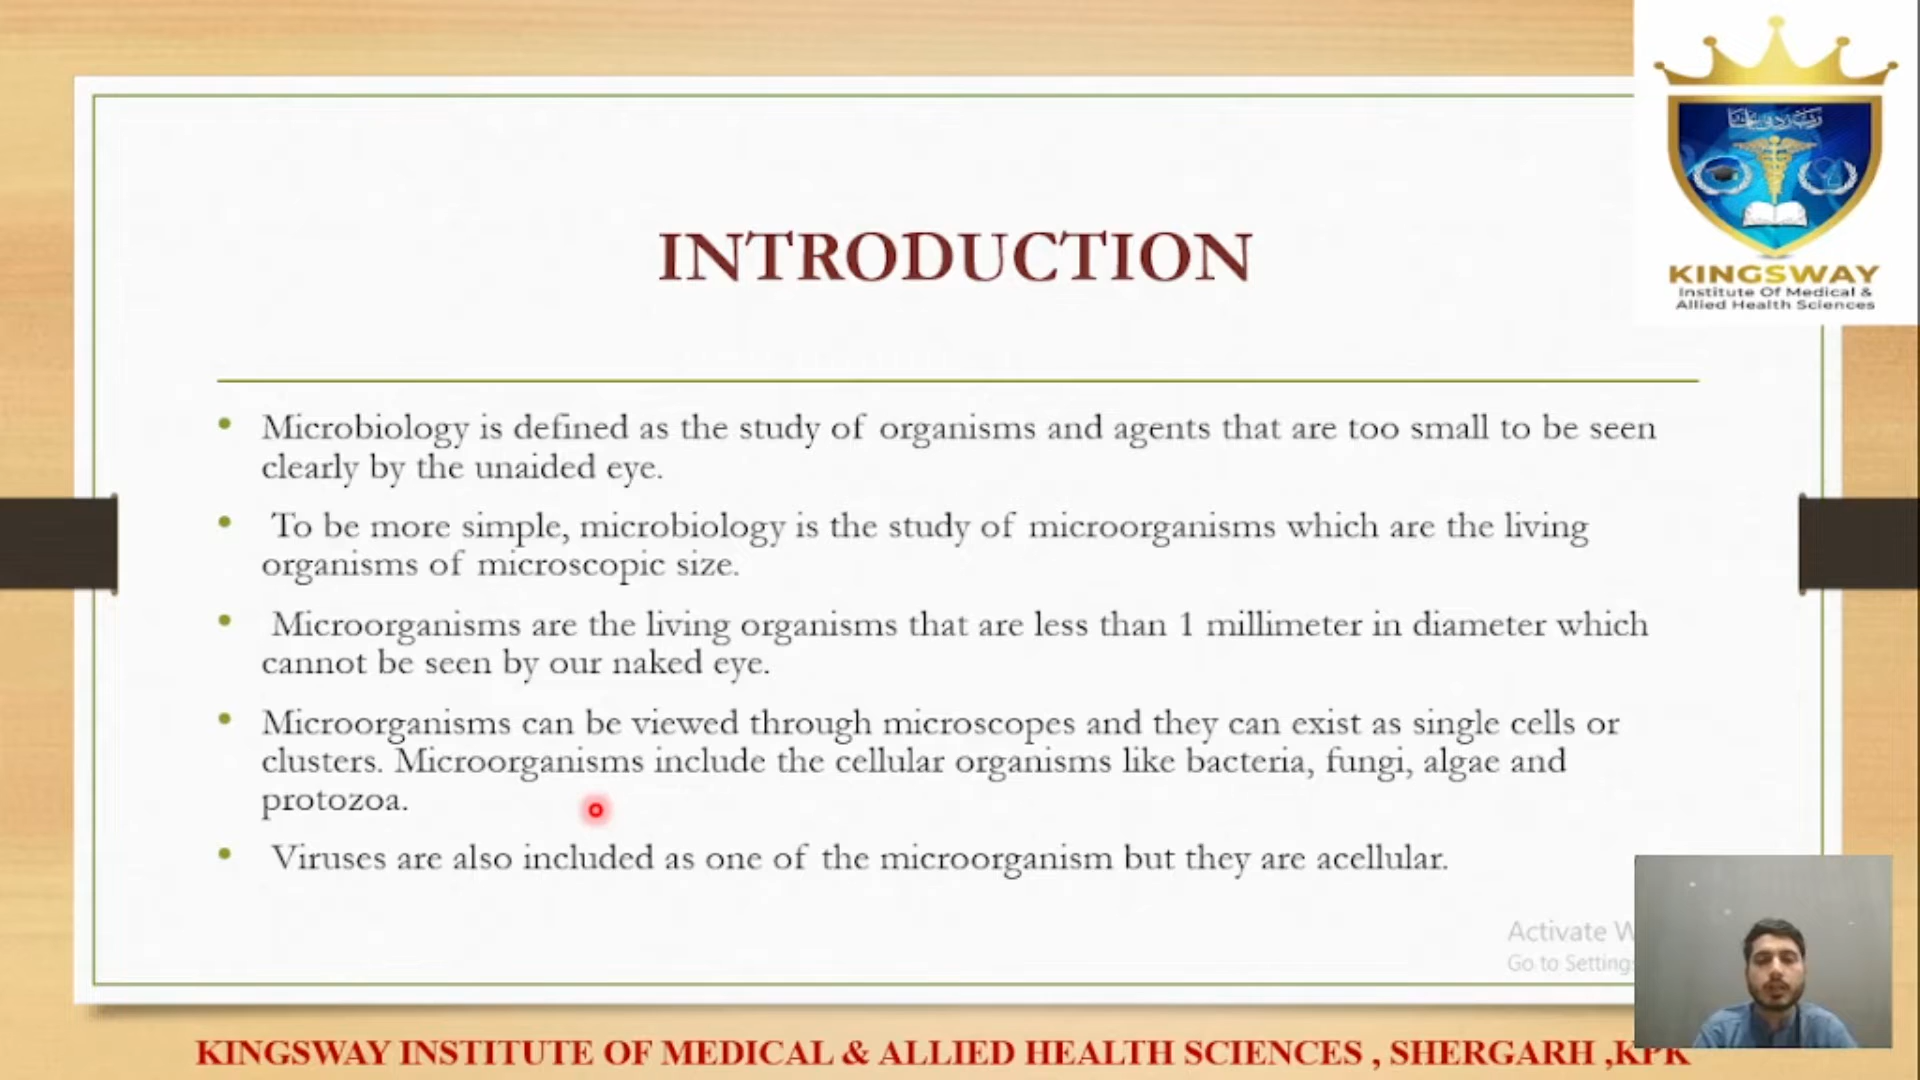 KINGSWAY
Institute Of Medical &
Allied Health Sciences
INTRODUCTION
• Microbiology is defined as the study of organisms and agents that are too small to be seen
clearly by the unaided eye.
• To be more simple, microbiology is the study of microorganisms which are the living
organisms of microscopic size.
• Microorganisms are the living organisms that are less than 1 millimeter in diameter which
cannot be seen by our naked eye.
• Microorganisms can be viewed through microscopes and they can exist as single cells or
clusters. Microorganisms include the cellular organisms like bacteria, fungi, algae and
protozoa.
• Viruses are also included as one of the microorganism but they are acellular.
Activate
Go to Settings
KINGSWAY INSTITUTE OF MEDICAL & ALLIED HEALTH SCIENCES , SHERGARH ,KPK